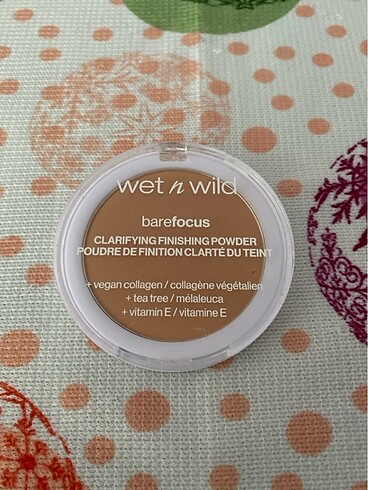 wet n wild
barefocus
CLARIFYING FINISHING POWDER
POUDRE DE FINITION CLARTÉ DU TEINT
+ vegan collagen / collagène végétalien
+ tea tree / mélaleuca
+ vitamin E / vitamine E